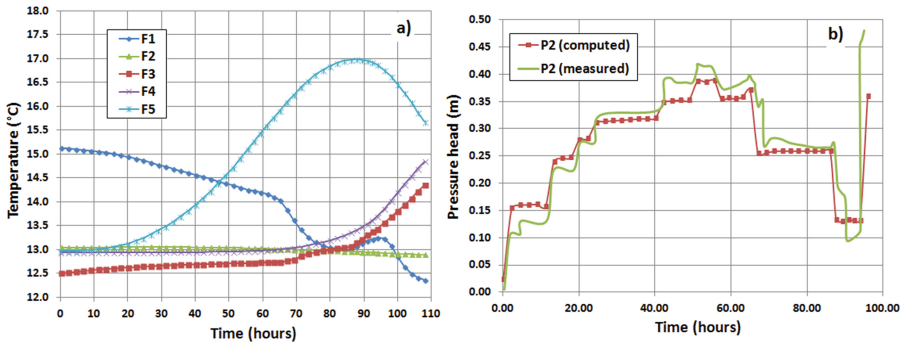 a)
F1
F2
F3
F4
F5
Temperature (°C)
18.0
17.5
17.0
16.5
16.0
15.5
15.0
14.5
14.0
13.5
13.0
12.5
12.0
0 10 20 30 40 50 60 70 80 90 100 110
Time (hours)
b)
P2 (computed)
P2 (measured)
Pressure head (m)
0.50
0.45
0.40
0.35
0.30
0.25
0.20
0.15
0.10
0.05
0.00
0.00 20.00 40.00 60.00 80.00 100.00
Time (hours)